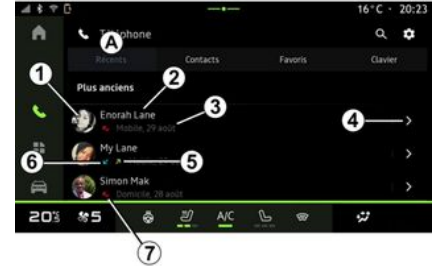 16°C · 20:23
Téléphone
A
Récents Contacts Favoris Clavier
Plus anciens
1 2 3 4
Enorah Lane
Mobile, 29 août
My Lane
6 5
Simon Mak
Domicile, 28 août
20 5 A/C
7